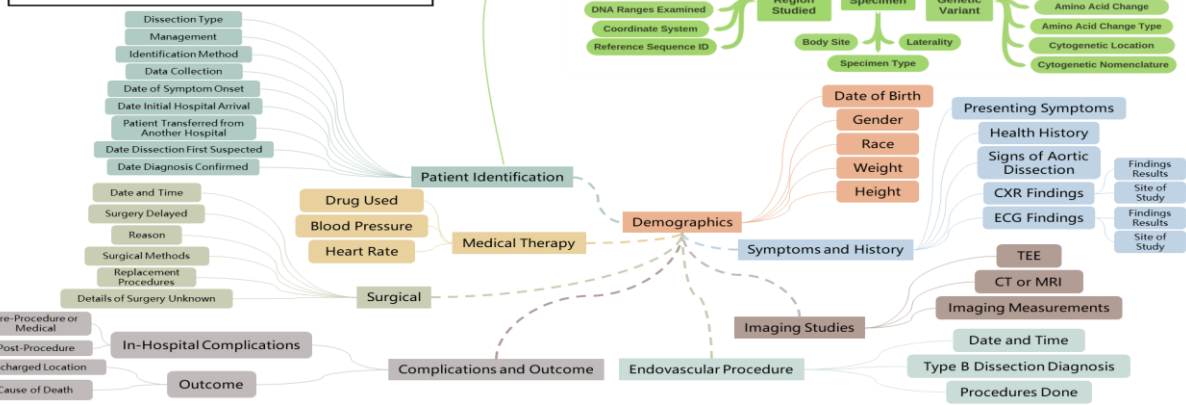 DNA Ranges Examined
Coordinate System
Reference Sequence ID
Region
Studied
Specimen
Body Site
Laterality
Specimen Type
Genetic
Variant
Amino Acid Change
Amino Acid Change Type
Cytogenetic Location
Cytogenetic Nomenclature
Dissection Type
Management
Identification Method
Data Collection
Date of Symptom Onset
Date Initial Hospital Arrival
Patient Transferred from
Another Hospital
Date Dissection First Suspected
Date Diagnosis Confirmed
Patient Identification
Date and Time
Surgery Delayed
Reason
Surgical Methods
Replacement
Procedures
Details of Surgery Unknown
Surgical
Drug Used
Blood Pressure
Heart Rate
Medical Therapy
Demographics
Date of Birth
Gender
Race
Weight
Height
Symptoms and History
Presenting Symptoms
Health History
Signs of Aortic
Dissection
CXR Findings
Findings
Results
Site of
Study
ECG Findings
Findings
Results
Site of
Study
Imaging Studies
TEE
CT or MRI
Imaging Measurements
Endovascular Procedure
Date and Time
Type B Dissection Diagnosis
Procedures Done
Complications and Outcome
In-Hospital Complications
re-Procedure or
Medical
Post-Procedure
Outcome
charged Location
Cause of Death